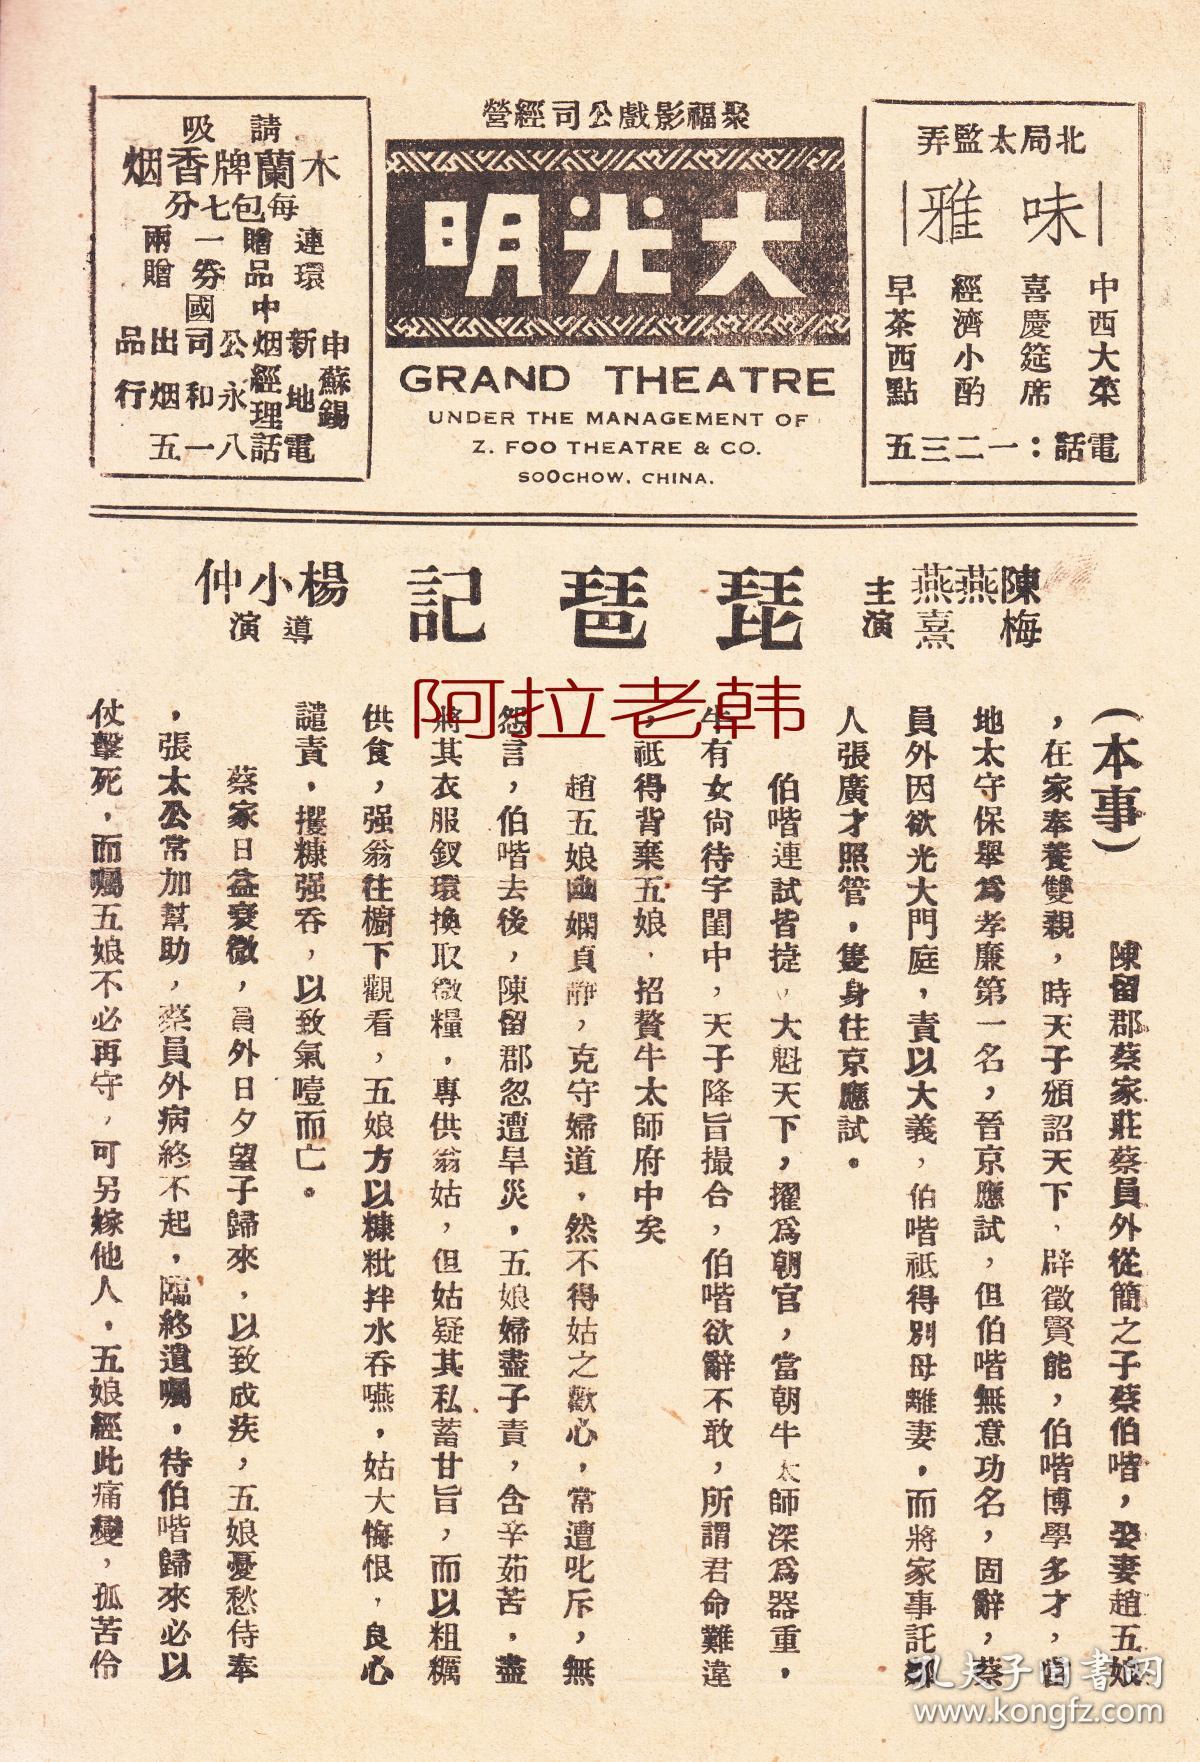 聚福影戲公司經營
大光明
GRAND THEATRE
UNDER THE MANAGEMENT OF
Z. FOO THEATRE & CO.
SOOCHOW, CHINA.
北局太監弄
味雅
中西大菜
喜慶筵席
經濟小酌
早茶西點
電話：一二三五
請吸
木蘭牌香烟
每包七分
連環
贈品
一券
兩贈
中國
申新烟公司出品
蘇錫地經理
永和烟行
電話八一五
陳燕燕
梅熹
主演
琵琶記
楊小仲
導演
（本事）
陳留郡蔡家莊蔡員外從簡之子蔡伯喈，娶妻趙五娘
，在家奉養雙親，時天子頒詔天下，辟徵賢能，伯喈博學多才，當
地太守保舉爲孝廉第一名，晉京應試，但伯喈無意功名，固辭，蔡
員外因欲光大門庭，責以大義，伯喈祗得別母離妻，而將家事託鄰
人張廣才照管，隻身往京應試。
伯喈連試皆捷，大魁天下，擢爲朝官，當朝牛太師深爲器重，
牛有女尙待字閨中，天子降旨撮合，伯喈欲辭不敢，所謂君命難違
，祗得背棄五娘，招贅牛太師府中矣
趙五娘幽嫻貞靜，克守婦道，然不得姑之歡心，常遭叱斥，無
怨言，伯喈去後，陳留郡忽遭旱災，五娘婦盡子責，含辛茹苦，盡
將其衣服釵環換取微糧，專供翁姑，但姑疑其私蓄甘旨，而以粗糲
供食，强翁往櫥下觀看，五娘方以糠粃拌水吞嚥，姑大悔恨，良心
譴責，攫糠强吞，以致氣噎而亡。
蔡家日益衰微，員外日夕望子歸來，以致成疾，五娘憂愁侍奉
，張太公常加幫助，蔡員外病終不起，臨終遺囑，待伯喈歸來必以
仗擊死，而囑五娘不必再守，可另嫁他人，五娘經此痛變，孤苦伶
阿拉老韩
孔夫子旧书网
www.kongfz.com